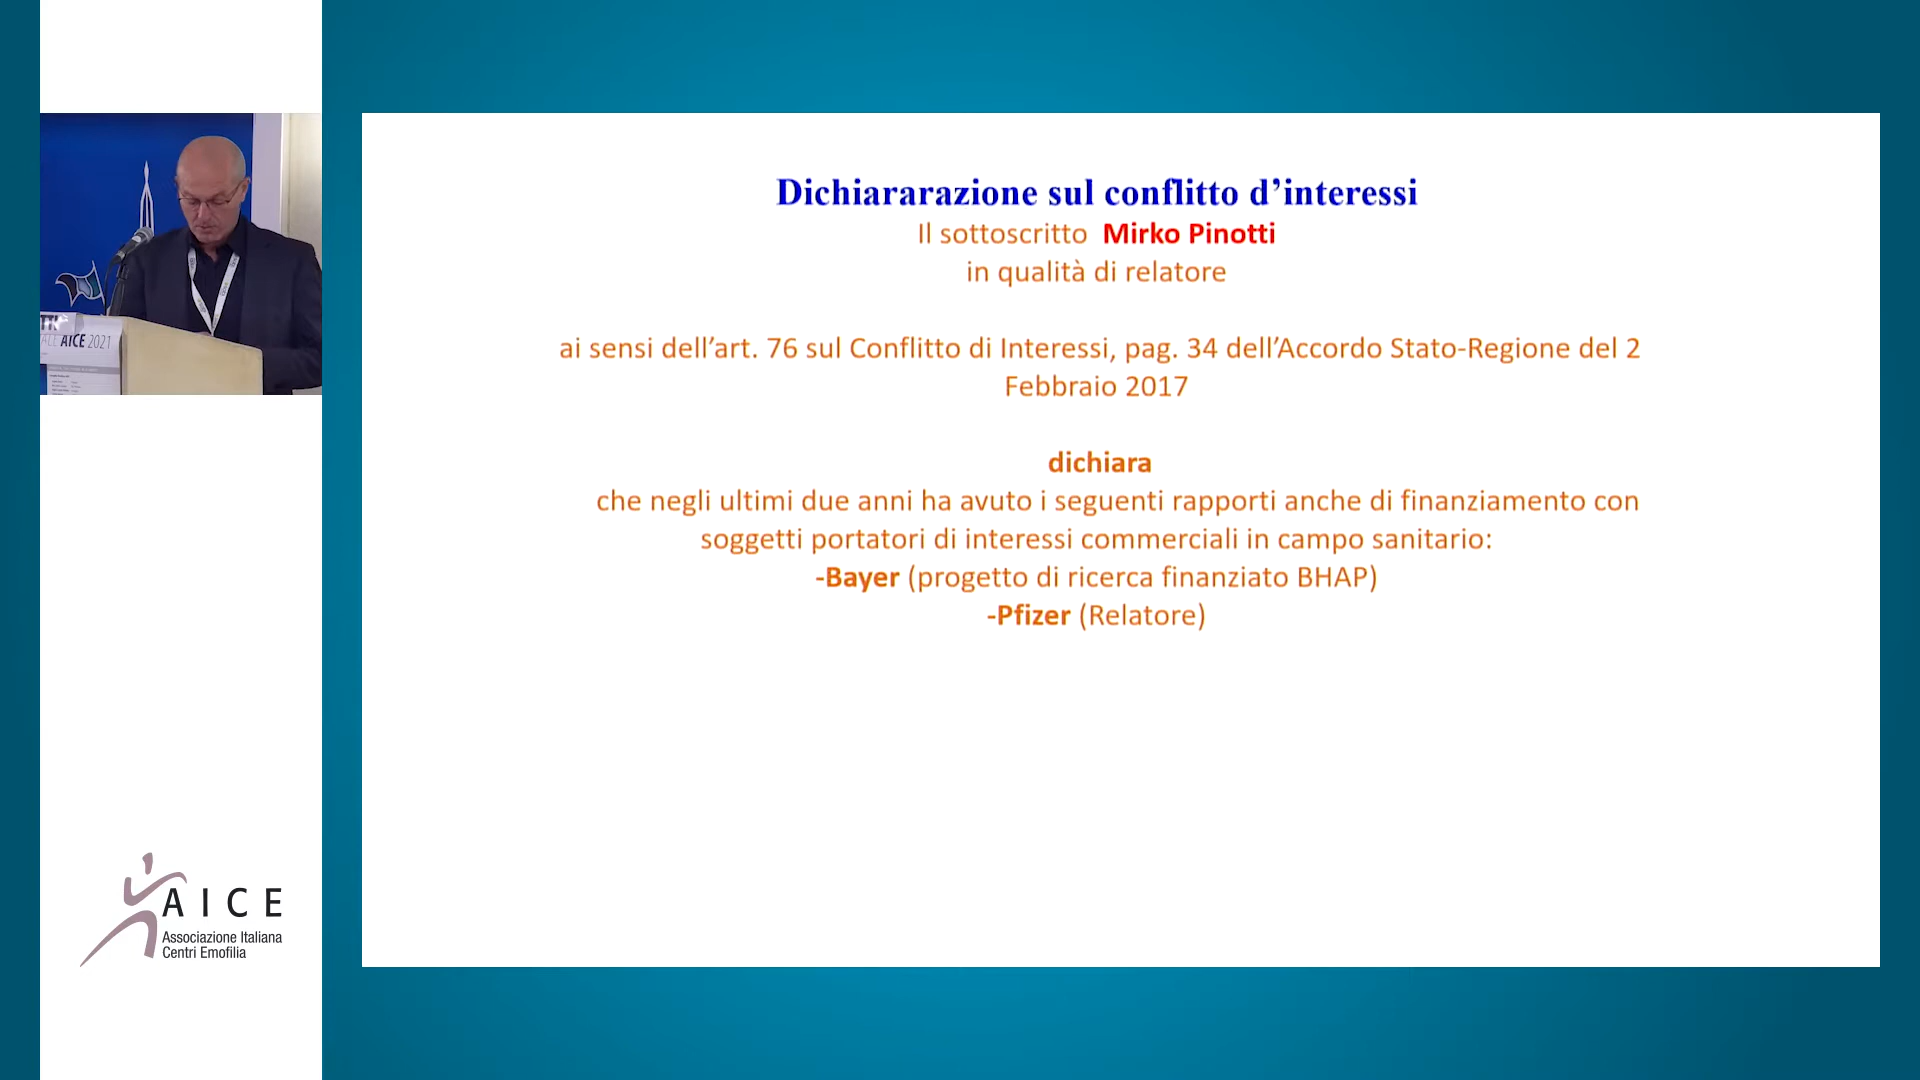 Dichiararazione sul conflitto d’interessi
Il sottoscritto Mirko Pinotti
in qualità di relatore
ai sensi dell’art. 76 sul Conflitto di Interessi, pag. 34 dell’Accordo Stato-Regione del 2
Febbraio 2017
dichiara
che negli ultimi due anni ha avuto i seguenti rapporti anche di finanziamento con
soggetti portatori di interessi commerciali in campo sanitario:
-Bayer (progetto di ricerca finanziato BHAP)
-Pfizer (Relatore)
AICE 2021
AICE
Associazione Italiana
Centri Emofilia